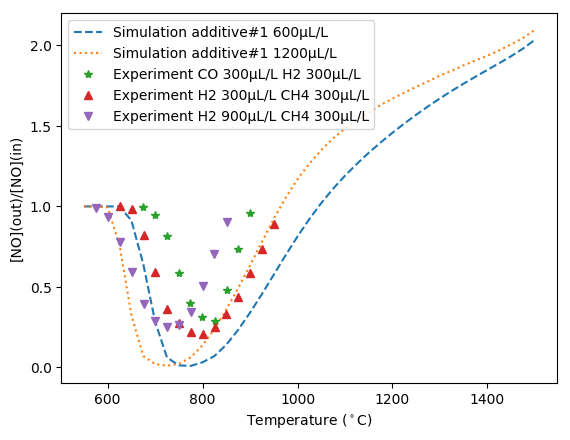 Simulation additive#1 600μL/L
Simulation additive#1 1200μL/L
Experiment CO 300μL/L H2 300μL/L
Experiment H2 300μL/L CH4 300μL/L
Experiment H2 900μL/L CH4 300μL/L
[NO](out)/[NO](in)
2.0
1.5
1.0
0.5
0.0
600 800 1000 1200 1400
Temperature (°C)